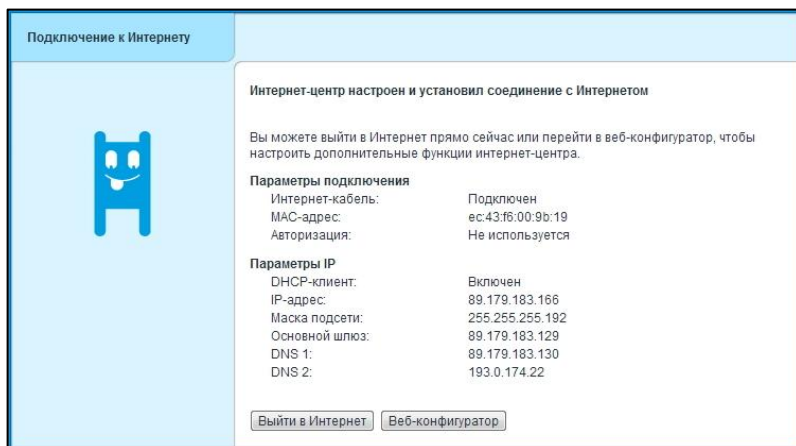 Подключение к Интернету
Интернет-центр настроен и установил соединение с Интернетом
Вы можете выйти в Интернет прямо сейчас или перейти в веб-конфигуратор, чтобы
настроить дополнительные функции интернет-центра.
Параметры подключения
Интернет-кабель: Подключен
MAC-адрес: ec:43:f6:00:9b:19
Авторизация: Не используется
Параметры IP
DHCP-клиент: Включен
IP-адрес: 89.179.183.166
Маска подсети: 255.255.255.192
Основной шлюз: 89.179.183.129
DNS 1: 89.179.183.130
DNS 2: 193.0.174.22
Выйти в Интернет Веб-конфигуратор